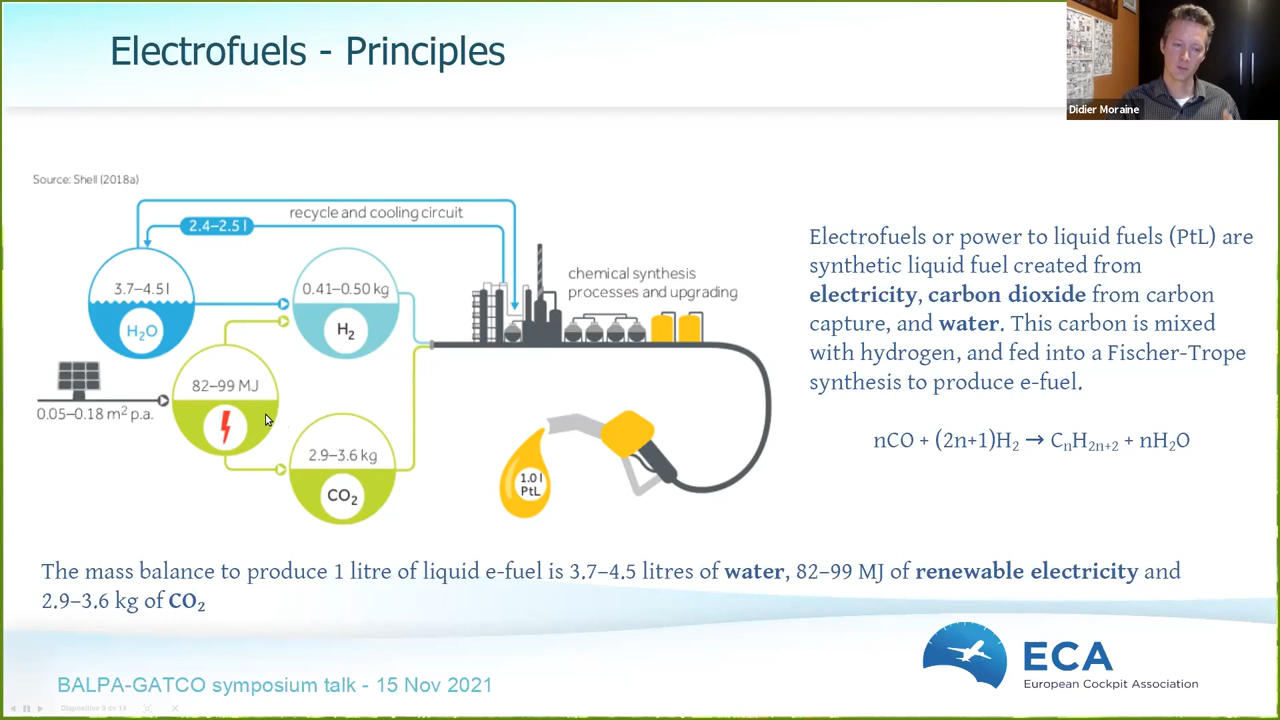 Electrofuels - Principles
Didier Moraine
Source: Shell (2018a)
recycle and cooling circuit
2.4–2.5 l
3.7–4.5 l
H2O
0.41–0.50 kg
H2
chemical synthesis
processes and upgrading
82–99 MJ
0.05–0.18 m2 p.a.
2.9–3.6 kg
CO2
1.0 l
PtL
Electrofuels or power to liquid fuels (PtL) are
synthetic liquid fuel created from
electricity, carbon dioxide from carbon
capture, and water. This carbon is mixed
with hydrogen, and fed into a Fischer-Trope
synthesis to produce e-fuel.
nCO + (2n+1)H2 → CnH2n+2 + nH2O
The mass balance to produce 1 litre of liquid e-fuel is 3.7–4.5 litres of water, 82–99 MJ of renewable electricity and
2.9–3.6 kg of CO2
ECA
European Cockpit Association
BALPA-GATCO symposium talk - 15 Nov 2021